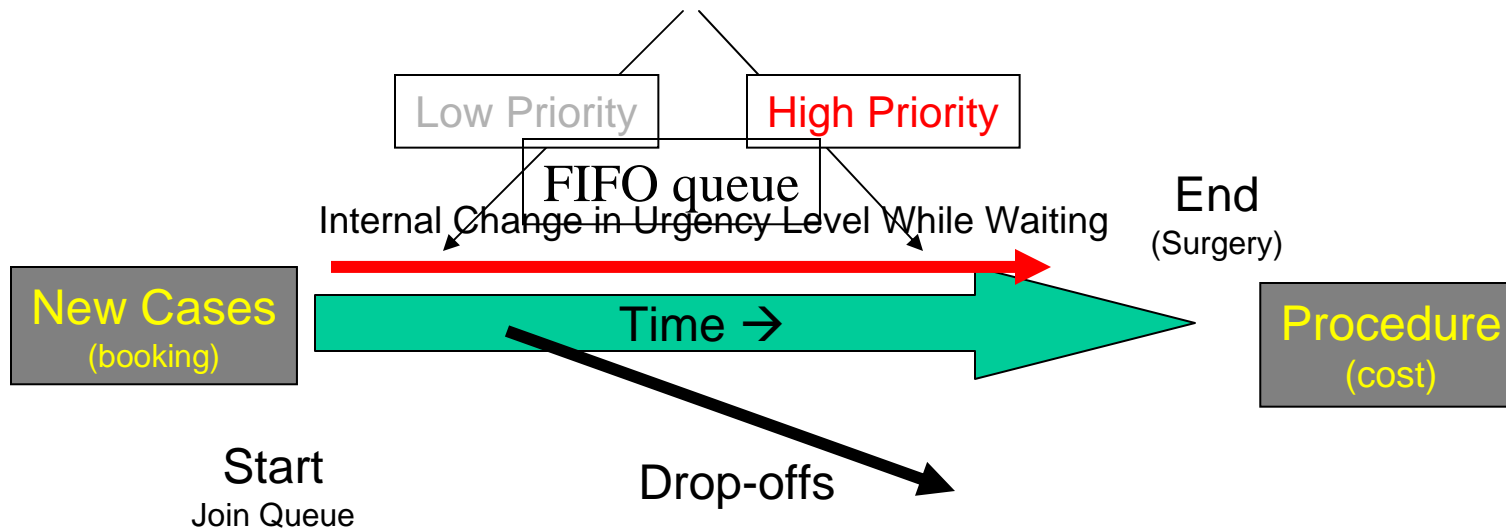 Low Priority
High Priority
FIFO queue
Internal Change in Urgency Level While Waiting
End
(Surgery)
New Cases
(booking)
Time →
Procedure
(cost)
Start
Join Queue
Drop-offs